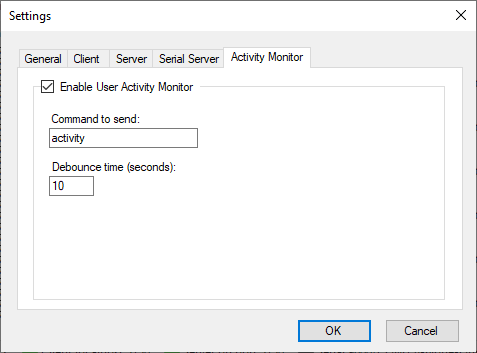 Settings
General Client Server Serial Server Activity Monitor
Enable User Activity Monitor
Command to send:
activity
Debounce time (seconds):
10
OK Cancel